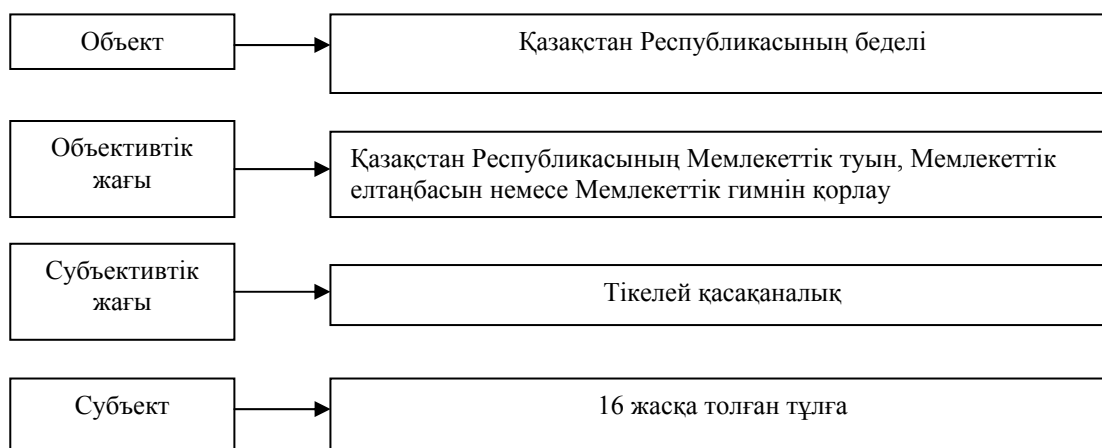 Объект
Қазақстан Республикасының беделі
Объективтік
жағы
Қазақстан Республикасының Мемлекеттік туын, Мемлекеттік
елтаңбасын немесе Мемлекеттік гимнін қорлау
Субъективтік
жағы
Тікелей қасақаналық
Субъект
16 жасқа толған тұлға